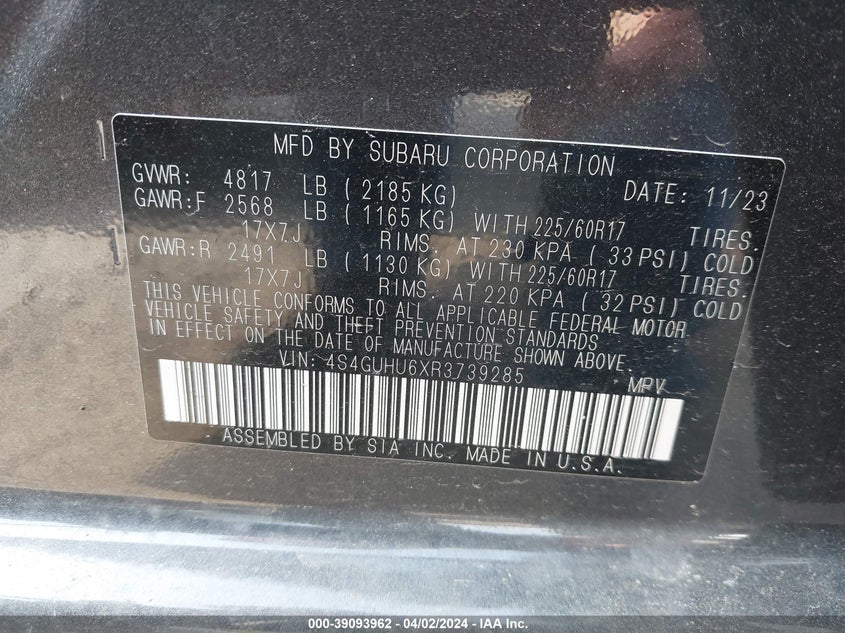 MFD BY SUBARU CORPORATION
GVWR: 4817 LB ( 2185 KG) DATE: 11/23
GAWR:F 2568 LB ( 1165 KG) WITH 225/60R17 TIRES.
17X7J RIMS. AT 230 KPA ( 33 PSI) COLD
GAWR:R 2491 LB ( 1130 KG) WITH 225/60R17 TIRES.
17X7J RIMS. AT 220 KPA ( 32 PSI) COLD
THIS VEHICLE CONFORMS TO ALL APPLICABLE FEDERAL MOTOR
VEHICLE SAFETY AND THEFT PREVENTION STANDARDS
IN EFFECT ON THE DATE OF MANUFACTURE SHOWN ABOVE.
VIN: 4S4GUHU6XR3739285 MPV
ASSEMBLED BY SIA INC. MADE IN U.S.A.
000-39093962 - 04/02/2024 - IAA, Inc.